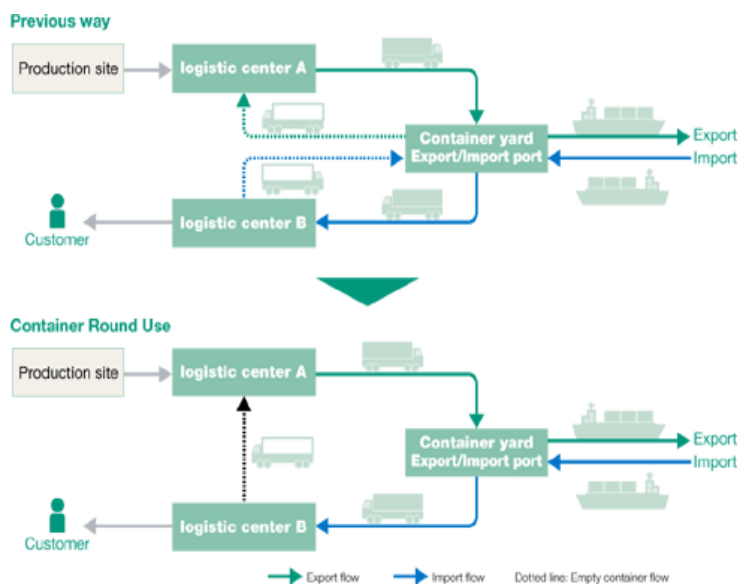 Previous way
Production site
logistic center A
Container yard
Export/Import port
Export
Import
logistic center B
Customer
Container Round Use
Production site
logistic center A
Container yard
Export/Import port
Export
Import
logistic center B
Customer
Export flow
Import flow
Dotted line: Empty container flow